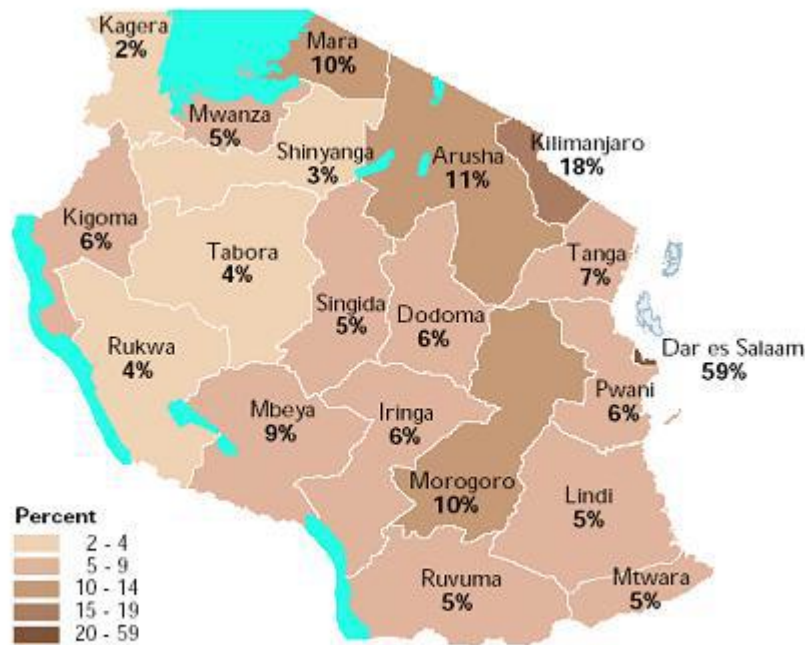 Kagera
2%
Mara
10%
Mwanza
5%
Shinyanga
3%
Arusha
11%
Kilimanjaro
18%
Kigoma
6%
Tabora
4%
Singida
5%
Dodoma
6%
Tanga
7%
Rukwa
4%
Dar es Salaam
59%
Pwani
6%
Mbeya
9%
Iringa
6%
Morogoro
10%
Lindi
5%
Ruvuma
5%
Mtwara
5%
Percent
2 - 4
5 - 9
10 - 14
15 - 19
20 - 59